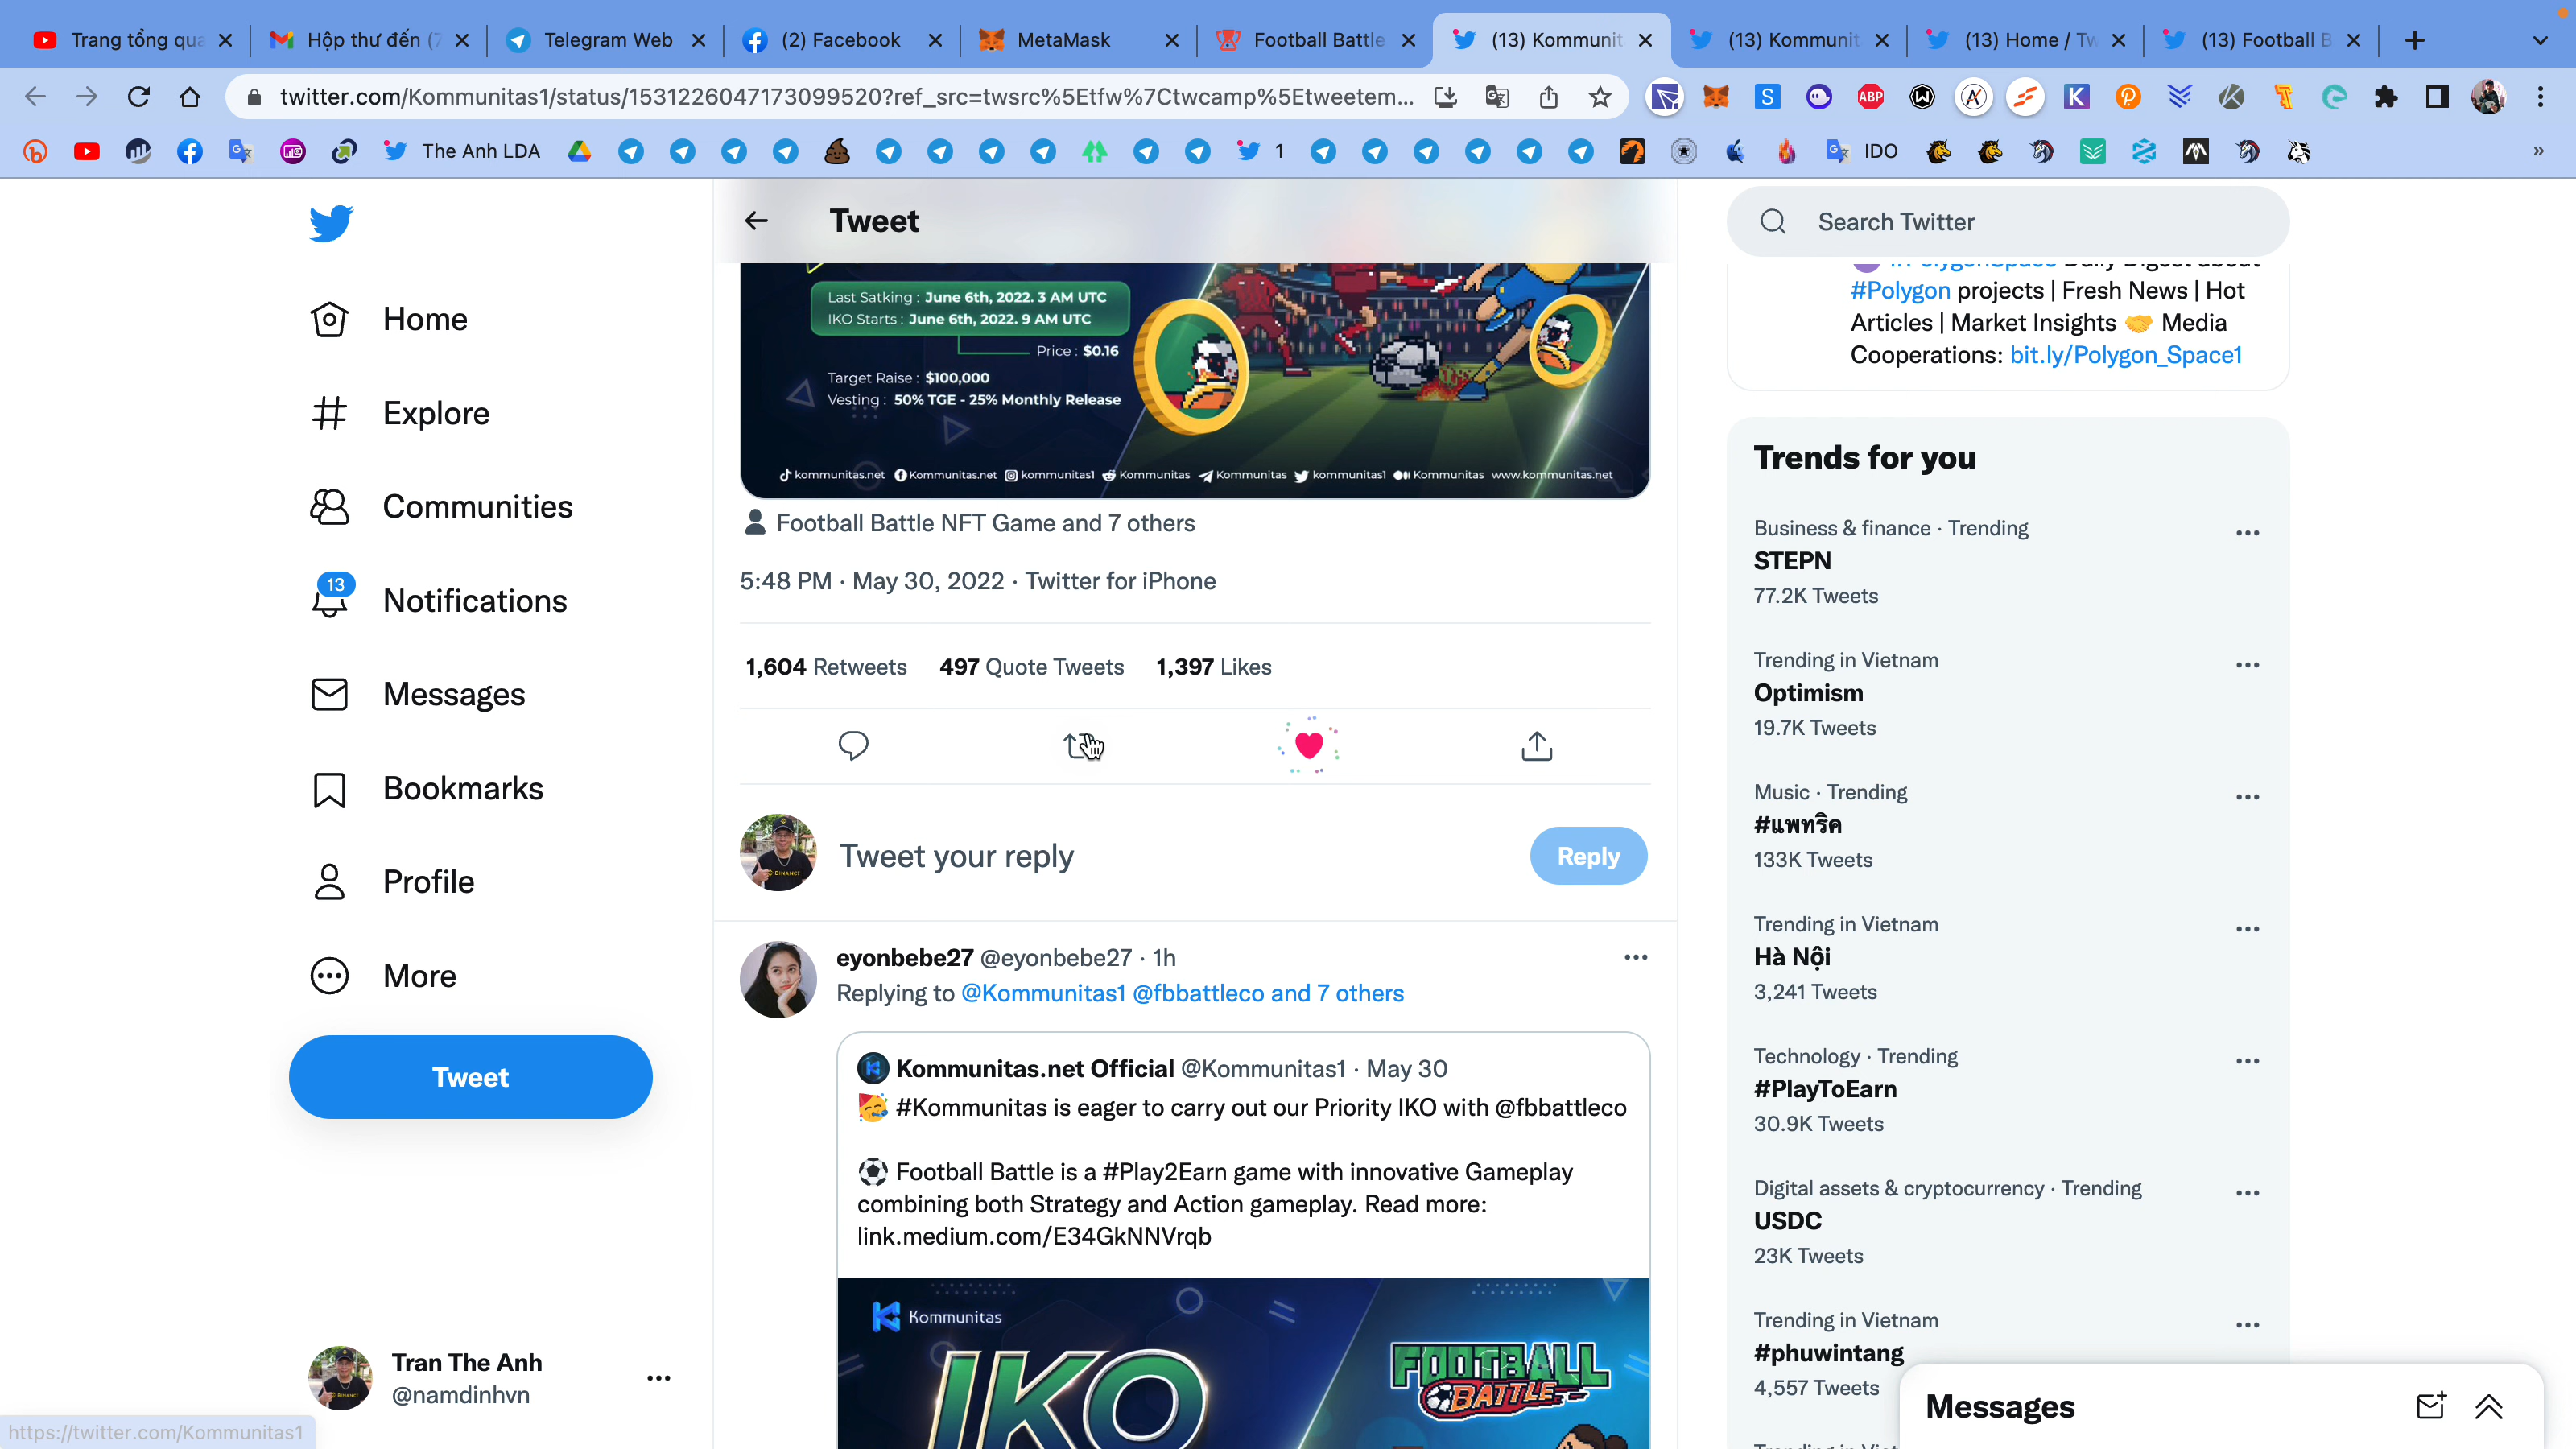 Trang tổng qua
Hộp thư đến (7
Telegram Web
(2) Facebook
MetaMask
Football Battle
(13) Kommunit
(13) Kommunit
(13) Home / Tw
(13) Football B
twitter.com/Kommunitas1/status/1531226047173099520?ref_src=twsrc%5Etfw%7Ctwcamp%5Etweetem...
The Anh LDA
1
IDO
Home
Explore
Communities
13
Notifications
Messages
Bookmarks
Profile
More
Tweet
Tran The Anh
@namdinhvn
https://twitter.com/Kommunitas1
Tweet
Last Satking : June 6th, 2022. 3 AM UTC
IKO Starts : June 6th, 2022. 9 AM UTC
Price : $0.16
Target Raise : $100,000
Vesting : 50% TGE - 25% Monthly Release
kommunitas.net Kommunitas.net kommunitas1 Kommunitas Kommunitas kommunitas1 Kommunitas www.kommunitas.net
Football Battle NFT Game and 7 others
5:48 PM · May 30, 2022 · Twitter for iPhone
1,604 Retweets 497 Quote Tweets 1,397 Likes
Tweet your reply
Reply
eyonbebe27 @eyonbebe27 · 1h
Replying to @Kommunitas1 @fbbattleco and 7 others
Kommunitas.net Official @Kommunitas1 · May 30
🥳 #Kommunitas is eager to carry out our Priority IKO with @fbbattleco
⚽ Football Battle is a #Play2Earn game with innovative Gameplay
combining both Strategy and Action gameplay. Read more:
link.medium.com/E34GkNNVrqb
Kommunitas
IKO
FOOTBALL
BATTLE
Search Twitter
#PolygonSpace Daily Digest about
#Polygon projects | Fresh News | Hot
Articles | Market Insights 🤝 Media
Cooperations: bit.ly/Polygon_Space1
Trends for you
Business & finance · Trending
STEPN
77.2K Tweets
Trending in Vietnam
Optimism
19.7K Tweets
Music · Trending
#แพทริค
133K Tweets
Trending in Vietnam
Hà Nội
3,241 Tweets
Technology · Trending
#PlayToEarn
30.9K Tweets
Digital assets & cryptocurrency · Trending
USDC
23K Tweets
Trending in Vietnam
#phuwintang
4,557 Tweets
Messages